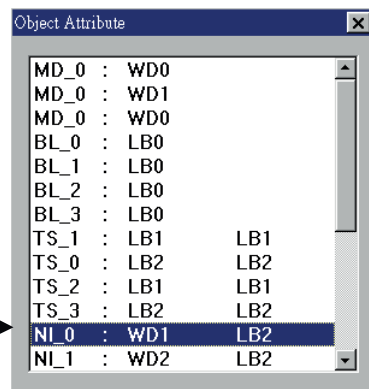 Object Attribute
MD_0 : WD0
MD_0 : WD1
MD_0 : WD0
BL_0 : LB0
BL_1 : LB0
BL_2 : LB0
BL_3 : LB0
TS_1 : LB1 LB1
TS_0 : LB2 LB2
TS_2 : LB1 LB1
TS_3 : LB2 LB2
NI_0 : WD1 LB2
NI_1 : WD2 LB2